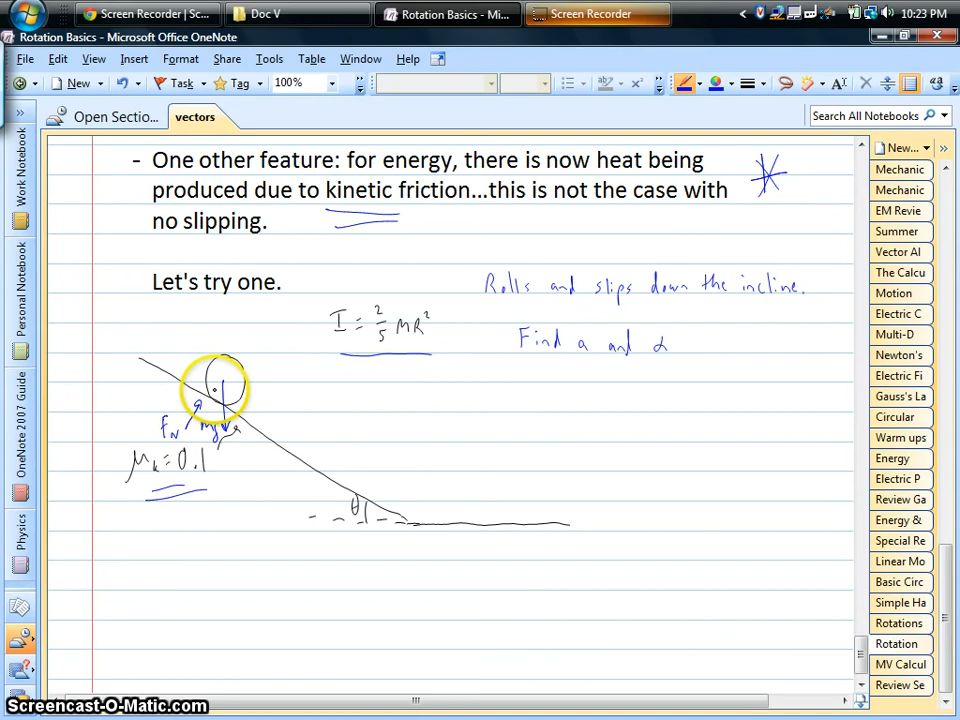 Screen Recorder | Sc...
Doc V
Rotation Basics - Mi...
Screen Recorder
10:23 PM
Rotation Basics - Microsoft Office OneNote
File Edit View Insert Format Share Tools Table Window Help
New Task Tag 100%
Open Sectio... vectors
Search All Notebooks
New...
- One other feature: for energy, there is now heat being
produced due to kinetic friction...this is not the case with
no slipping.
Let's try one.
Rolls and slips down the incline.
I = 2/5 MR²
Find a and α
F_N
mg
μ_k = 0.1
θ
Work Notebook
Personal Notebook
OneNote 2007 Guide
Physics
Mechanic
Mechanic
EM Revie
Summer
Vector Al
The Calcu
Motion
Electric C
Multi-D
Newton's
Electric Fi
Gauss's La
Circular
Warm ups
Energy
Electric P
Review Ga
Energy &
Special Re
Linear Mo
Basic Circ
Simple Ha
Rotations
Rotation
MV Calcul
Review Se
Screencast-O-Matic.com